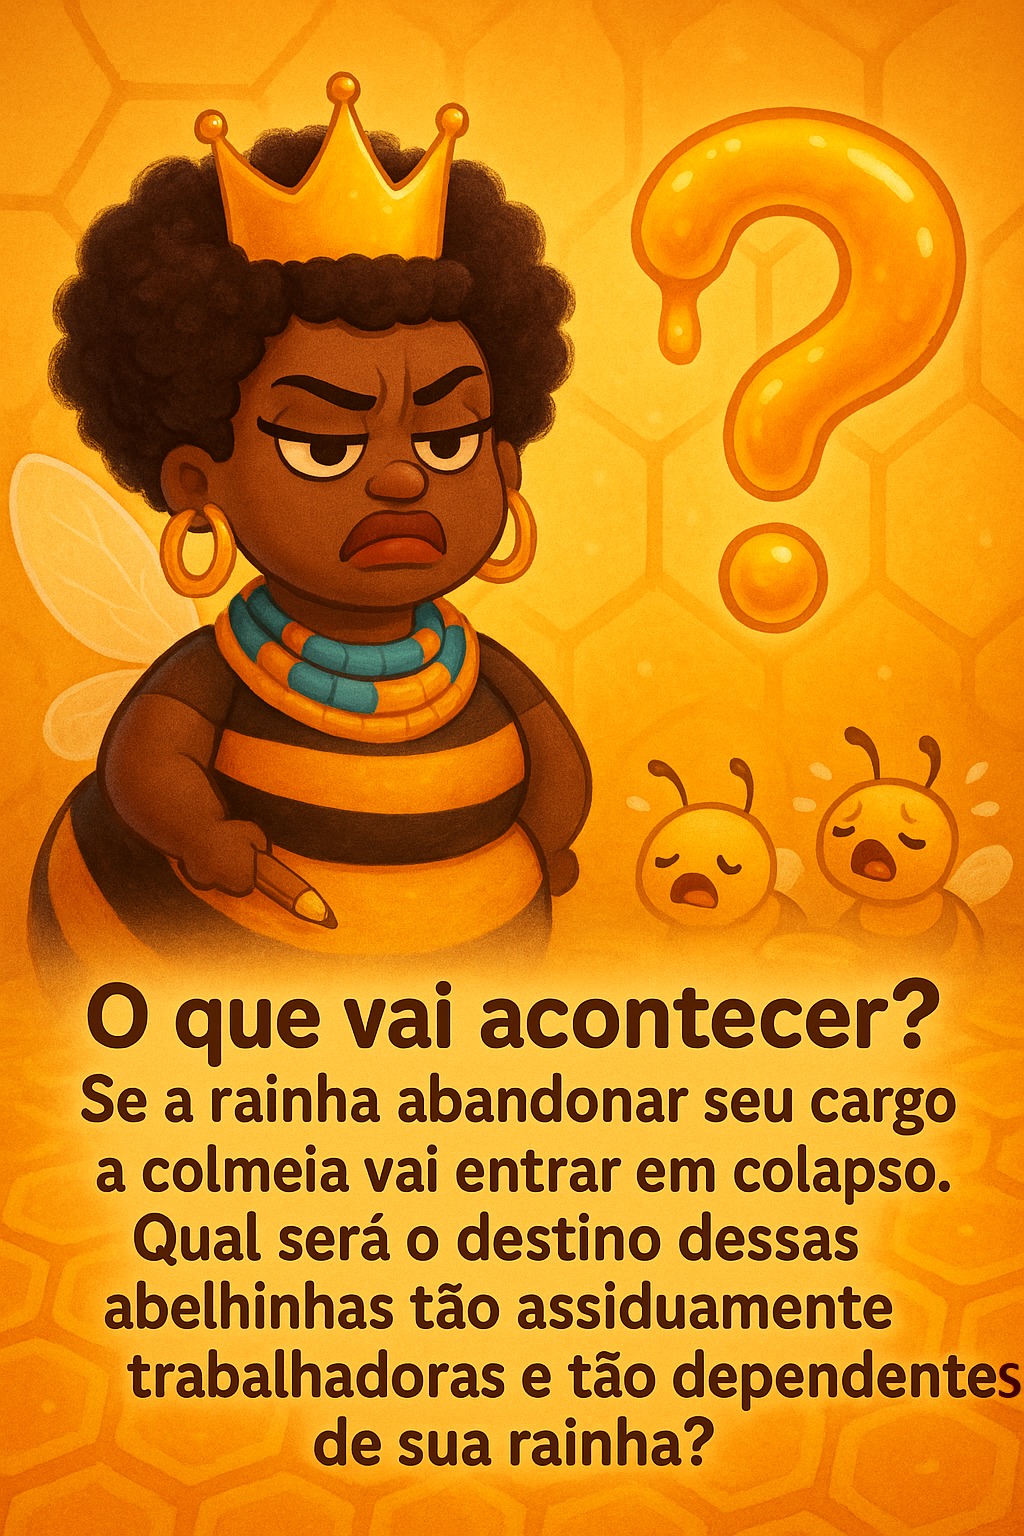 O que vai acontecer?
Se a rainha abandonar seu cargo
a colmeia vai entrar em colapso.
Qual será o destino dessas
abelhinhas tão assiduamente
trabalhadoras e tão dependentes
de sua rainha?